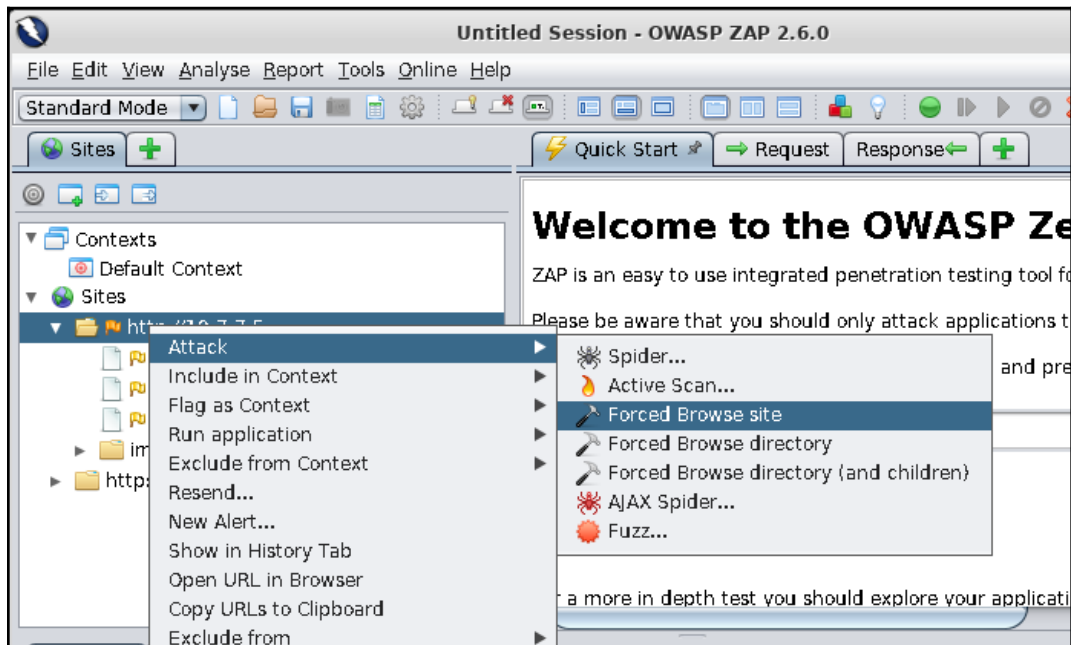 Untitled Session - OWASP ZAP 2.6.0
File Edit View Analyse Report Tools Online Help
Standard Mode
Sites
Quick Start Request Response
Contexts
Default Context
Sites
Welcome to the OWASP
ZAP is an easy to use integrated penetration testing tool
Please be aware that you should only attack applications
and
a more in depth test you should explore your
Attack
Include in Context
Flag as Context
Run application
Exclude from Context
Resend...
New Alert...
Show in History Tab
Open URL in Browser
Copy URLs to Clipboard
Exclude from
Spider...
Active Scan...
Forced Browse site
Forced Browse directory
Forced Browse directory (and children)
AJAX Spider...
Fuzz...